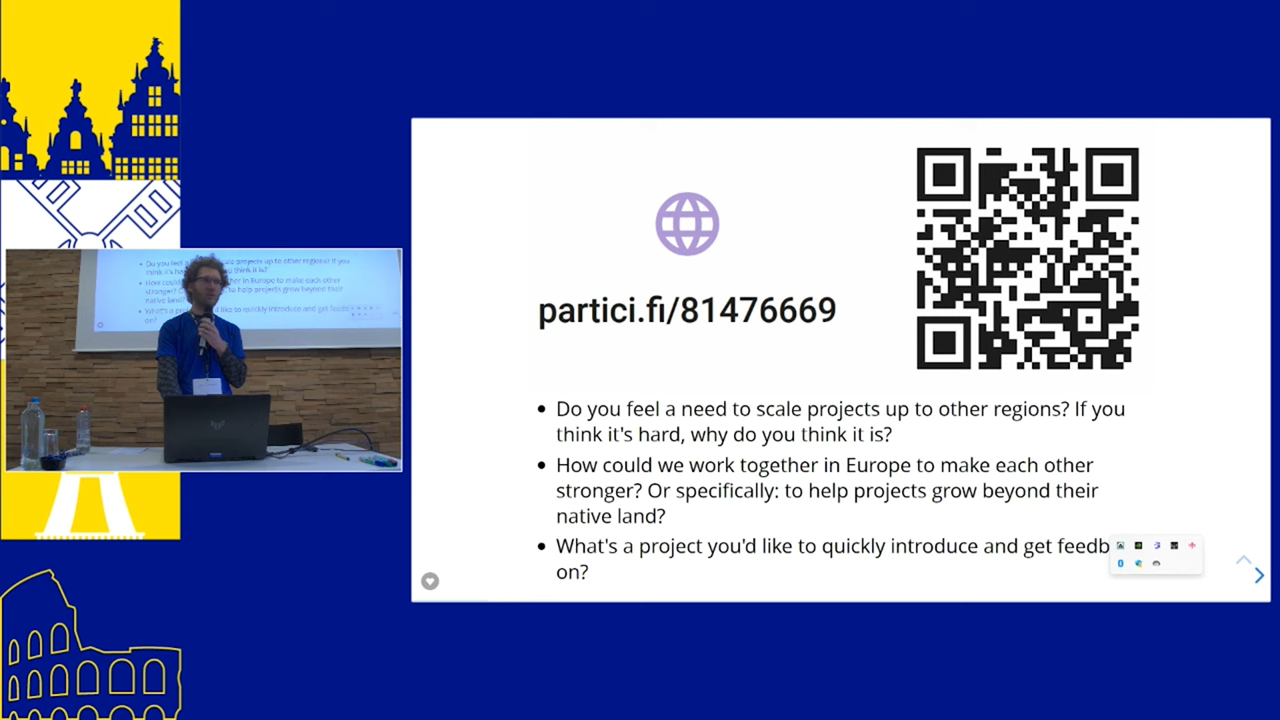 partici.fi/81476669
Do you feel a need to scale projects up to other regions? If you
think it's hard, why do you think it is?
How could we work together in Europe to make each other
stronger? Or specifically: to help projects grow beyond their
native land?
What's a project you'd like to quickly introduce and get feedb
on?